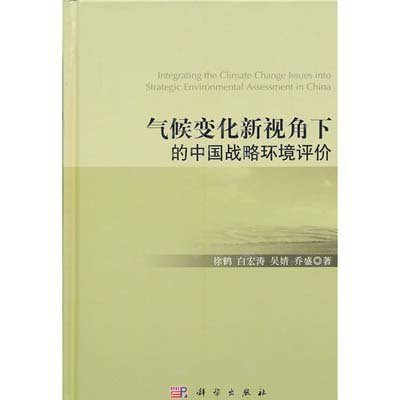 Integrating the Climate Change Issues into
Strategic Environmental Assessment in China
气候变化新视角下
的中国战略环境评价
徐鹤 白宏涛 吴婧 乔盛◎著
SP
科学出版社